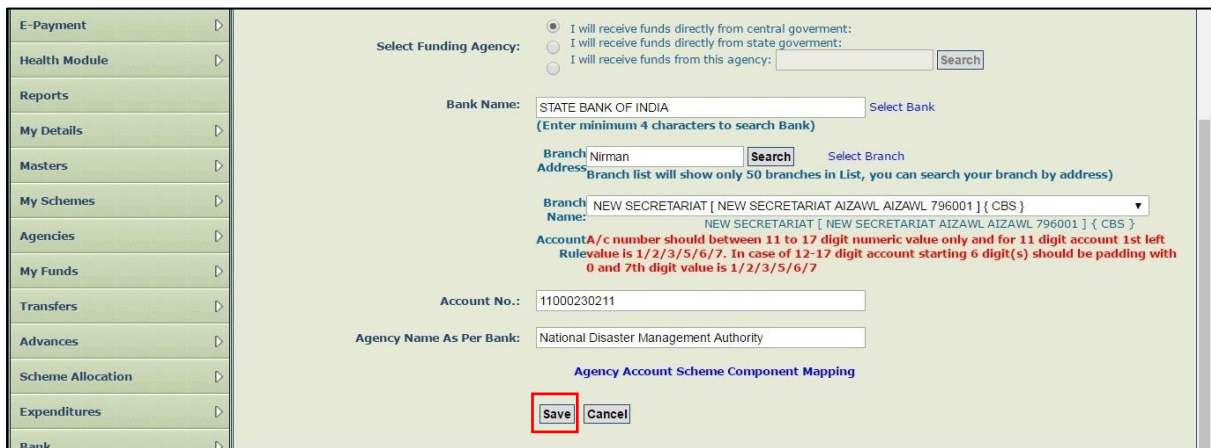 E-Payment
Health Module
Reports
My Details
Masters
My Schemes
Agencies
My Funds
Transfers
Advances
Scheme Allocation
Expenditures
Bank
Select Funding Agency:
I will receive funds directly from central goverment:
I will receive funds directly from state goverment:
I will receive funds from this agency: Search
Bank Name: STATE BANK OF INDIA Select Bank
(Enter minimum 4 characters to search Bank)
Branch Address Nirman Search Select Branch
Branch list will show only 50 branches in List, you can search your branch by address)
Branch Name: NEW SECRETARIAT [ NEW SECRETARIAT AIZAWL AIZAWL 796001 ] { CBS }
NEW SECRETARIAT [ NEW SECRETARIAT AIZAWL AIZAWL 796001 ] { CBS }
Account Rule A/c number should between 11 to 17 digit numeric value only and for 11 digit account 1st left
value is 1/2/3/5/6/7. In case of 12-17 digit account starting 6 digit(s) should be padding with
0 and 7th digit value is 1/2/3/5/6/7
Account No.: 11000230211
Agency Name As Per Bank: National Disaster Management Authority
Agency Account Scheme Component Mapping
Save Cancel